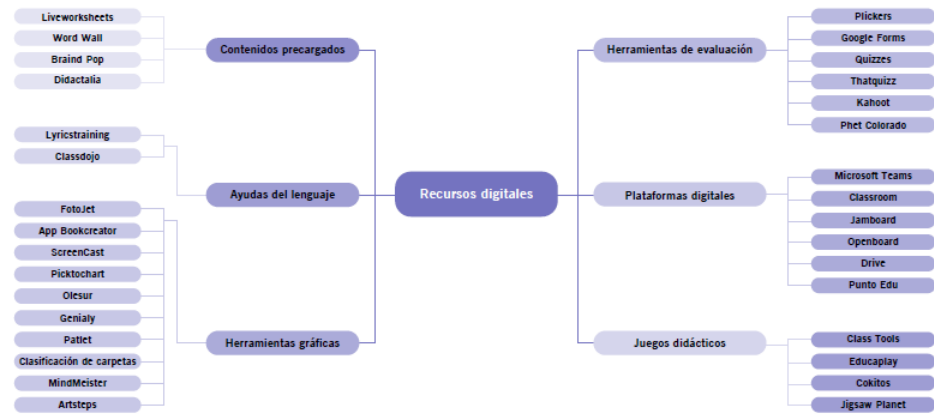 Recursos digitales
Contenidos precargados
Liveworksheets
Word Wall
Braind Pop
Didactalia
Ayudas del lenguaje
Lyricstraining
Classdojo
Herramientas gráficas
FotoJet
App Bookcreator
ScreenCast
Picktochart
Olesur
Genialy
Patlet
Clasificación de carpetas
MindMeister
Artsteps
Herramientas de evaluación
Plickers
Google Forms
Quizzes
Thatquizz
Kahoot
Phet Colorado
Plataformas digitales
Microsoft Teams
Classroom
Jamboard
Openboard
Drive
Punto Edu
Juegos didácticos
Class Tools
Educaplay
Cokitos
Jigsaw Planet